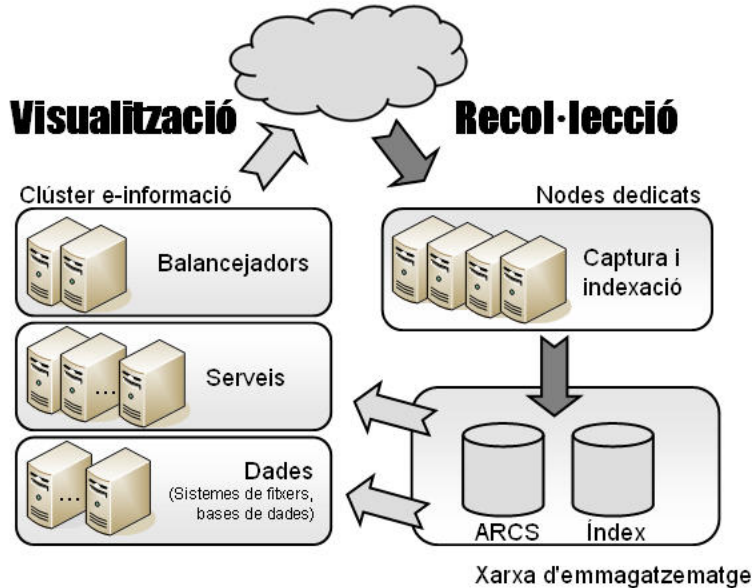 Visualització
Recol·lecció
Clúster e-informació
Balancejadors
Serveis
...
Dades
(Sistemes de fitxers,
bases de dades)
...
Nodes dedicats
Captura i
indexació
ARCS
Índex
Xarxa d'emmagatzematge